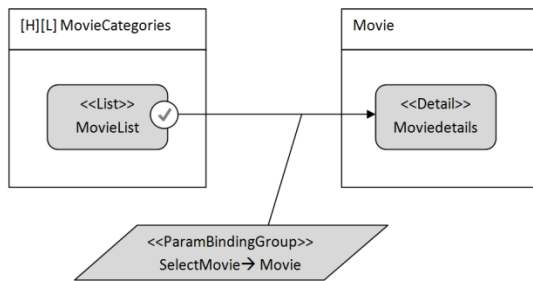 [H][L] MovieCategories
Movie
<<List>>
MovieList
<<Detail>>
Moviedetails
<<ParamBindingGroup>>
SelectMovie→ Movie